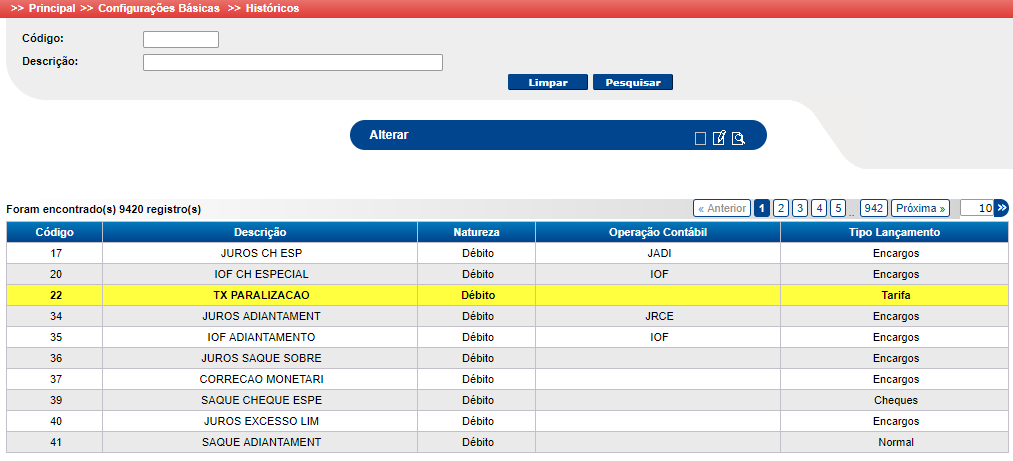 >> Principal >> Configurações Básicas >> Históricos
Código:
Descrição:
Limpar Pesquisar
Alterar
Foram encontrado(s) 9420 registro(s) « Anterior 1 2 3 4 5 .. 942 Próxima » 10 »
Código Descrição Natureza Operação Contábil Tipo Lançamento
17 JUROS CH ESP Débito JADI Encargos
20 IOF CH ESPECIAL Débito IOF Encargos
22 TX PARALIZACAO Débito Tarifa
34 JUROS ADIANTAMENT Débito JRCE Encargos
35 IOF ADIANTAMENTO Débito IOF Encargos
36 JUROS SAQUE SOBRE Débito Encargos
37 CORRECAO MONETARI Débito Encargos
39 SAQUE CHEQUE ESPE Débito Cheques
40 JUROS EXCESSO LIM Débito Encargos
41 SAQUE ADIANTAMENT Débito Normal